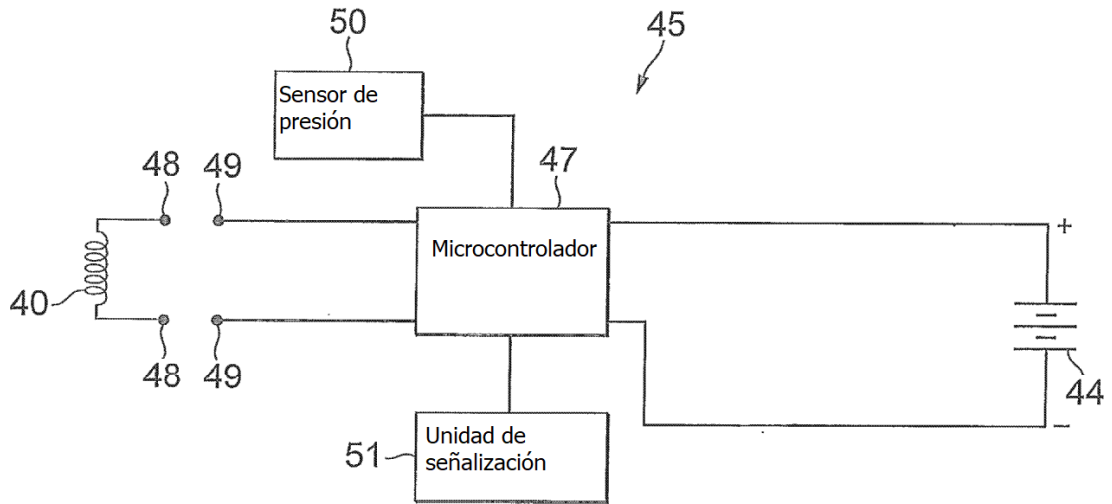 50
45
Sensor de
presión
48
49
47
+
Microcontrolador
40
48
49
44
−
51
Unidad de
señalización